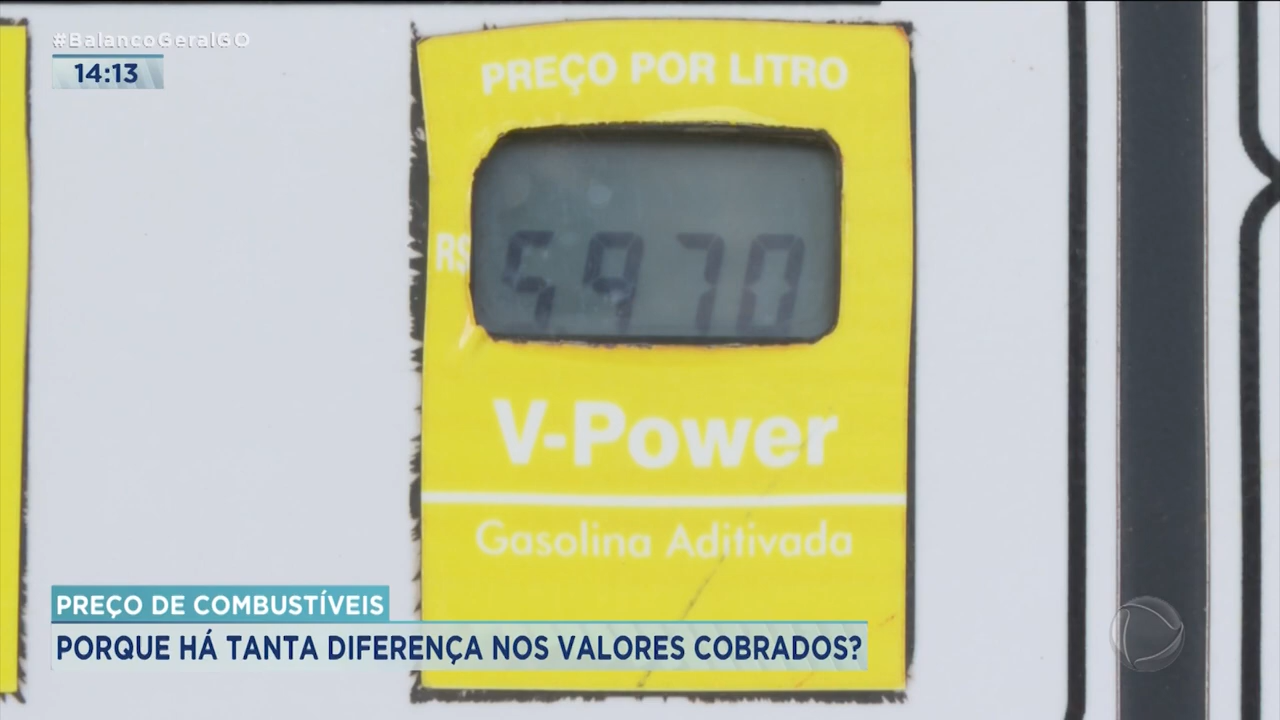 #BalancoGeralGO
14:13
PREÇO POR LITRO
R$
5970
V-Power
Gasolina Aditivada
PREÇO DE COMBUSTÍVEIS
PORQUE HÁ TANTA DIFERENÇA NOS VALORES COBRADOS?